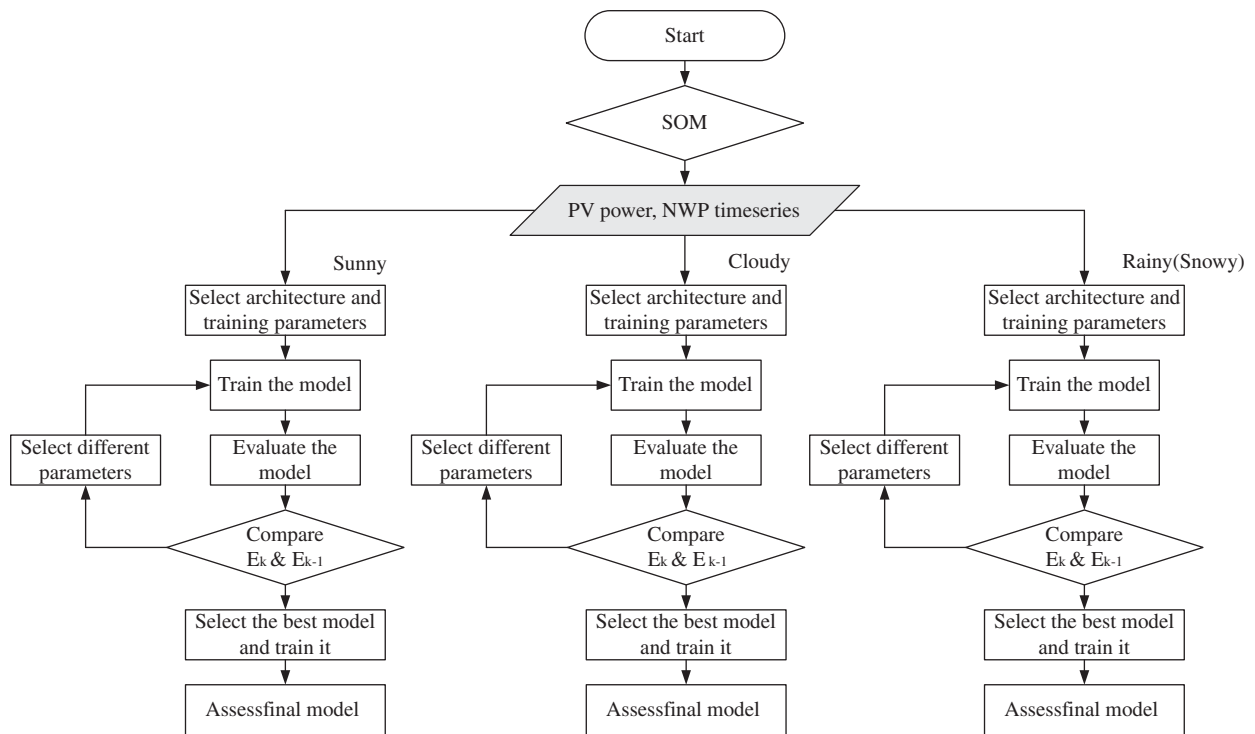 Start
SOM
PV power, NWP timeseries
Sunny
Cloudy
Rainy(Snowy)
Select architecture and
training parameters
Select architecture and
training parameters
Select architecture and
training parameters
Train the model
Train the model
Train the model
Select different
parameters
Evaluate the
model
Select different
parameters
Evaluate the
model
Select different
parameters
Evaluate the
model
Compare
Ek & Ek-1
Compare
Ek & Ek-1
Compare
Ek & Ek-1
Select the best model
and train it
Select the best model
and train it
Select the best model
and train it
Assessfinal model
Assessfinal model
Assessfinal model